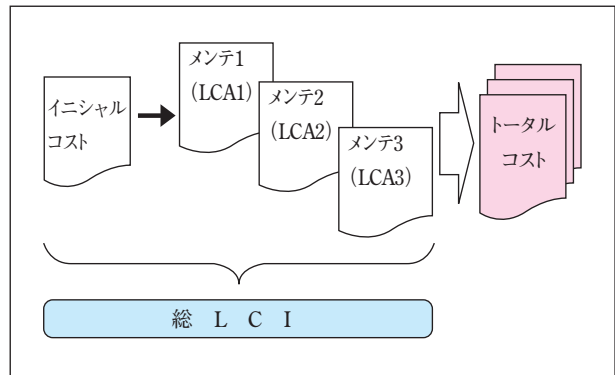 イニシャル
コスト
メンテ1
(LCA1)
メンテ2
(LCA2)
メンテ3
(LCA3)
トータル
コスト
総 L C I